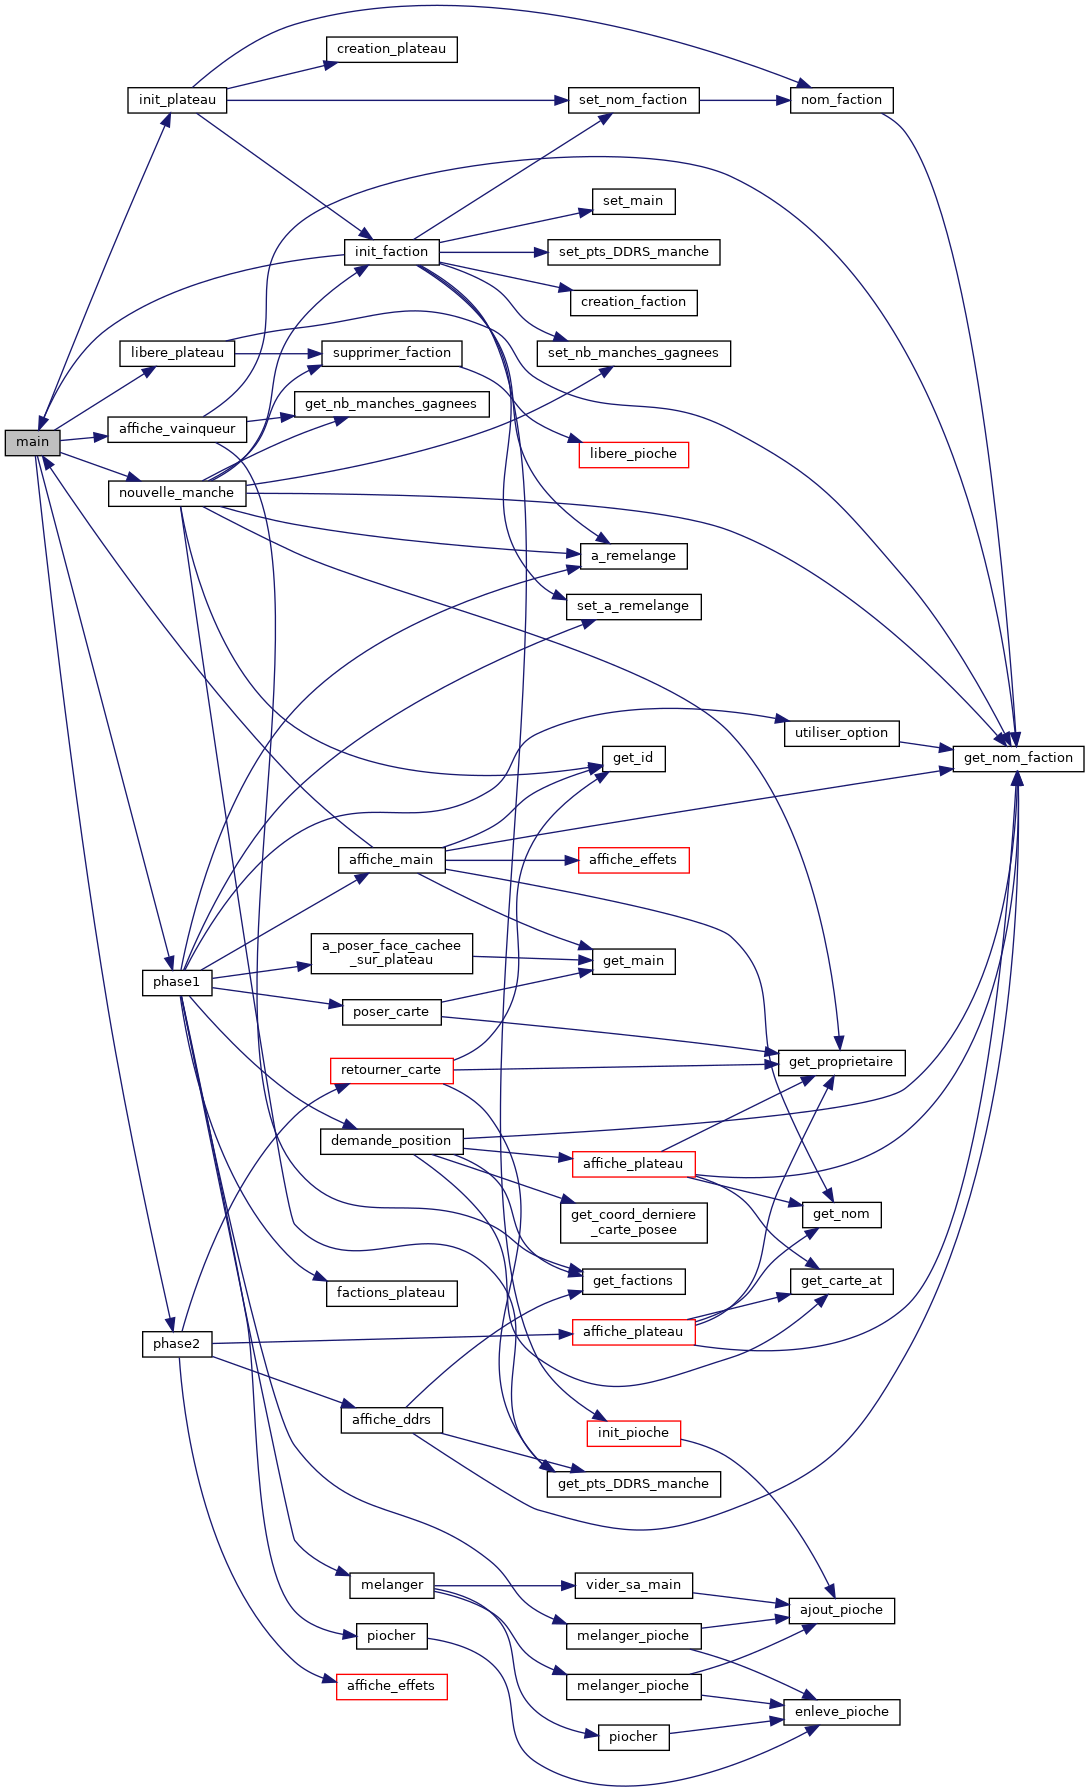 creation_plateau
init_plateau
set_nom_faction
nom_faction
set_main
init_faction
set_pts_DDRS_manche
creation_faction
libere_plateau
supprimer_faction
set_nb_manches_gagnees
get_nb_manches_gagnees
affiche_vainqueur
main
libere_pioche
nouvelle_manche
a_remelange
set_a_remelange
utiliser_option
get_id
get_nom_faction
affiche_main
affiche_effets
a_poser_face_cachee
_sur_plateau
get_main
phase1
poser_carte
retourner_carte
get_proprietaire
demande_position
affiche_plateau
get_coord_derniere
_carte_posee
get_nom
factions_plateau
get_factions
get_carte_at
phase2
affiche_plateau
affiche_ddrs
init_pioche
get_pts_DDRS_manche
melanger
vider_sa_main
ajout_pioche
piocher
melanger_pioche
affiche_effets
melanger_pioche
enleve_pioche
piocher